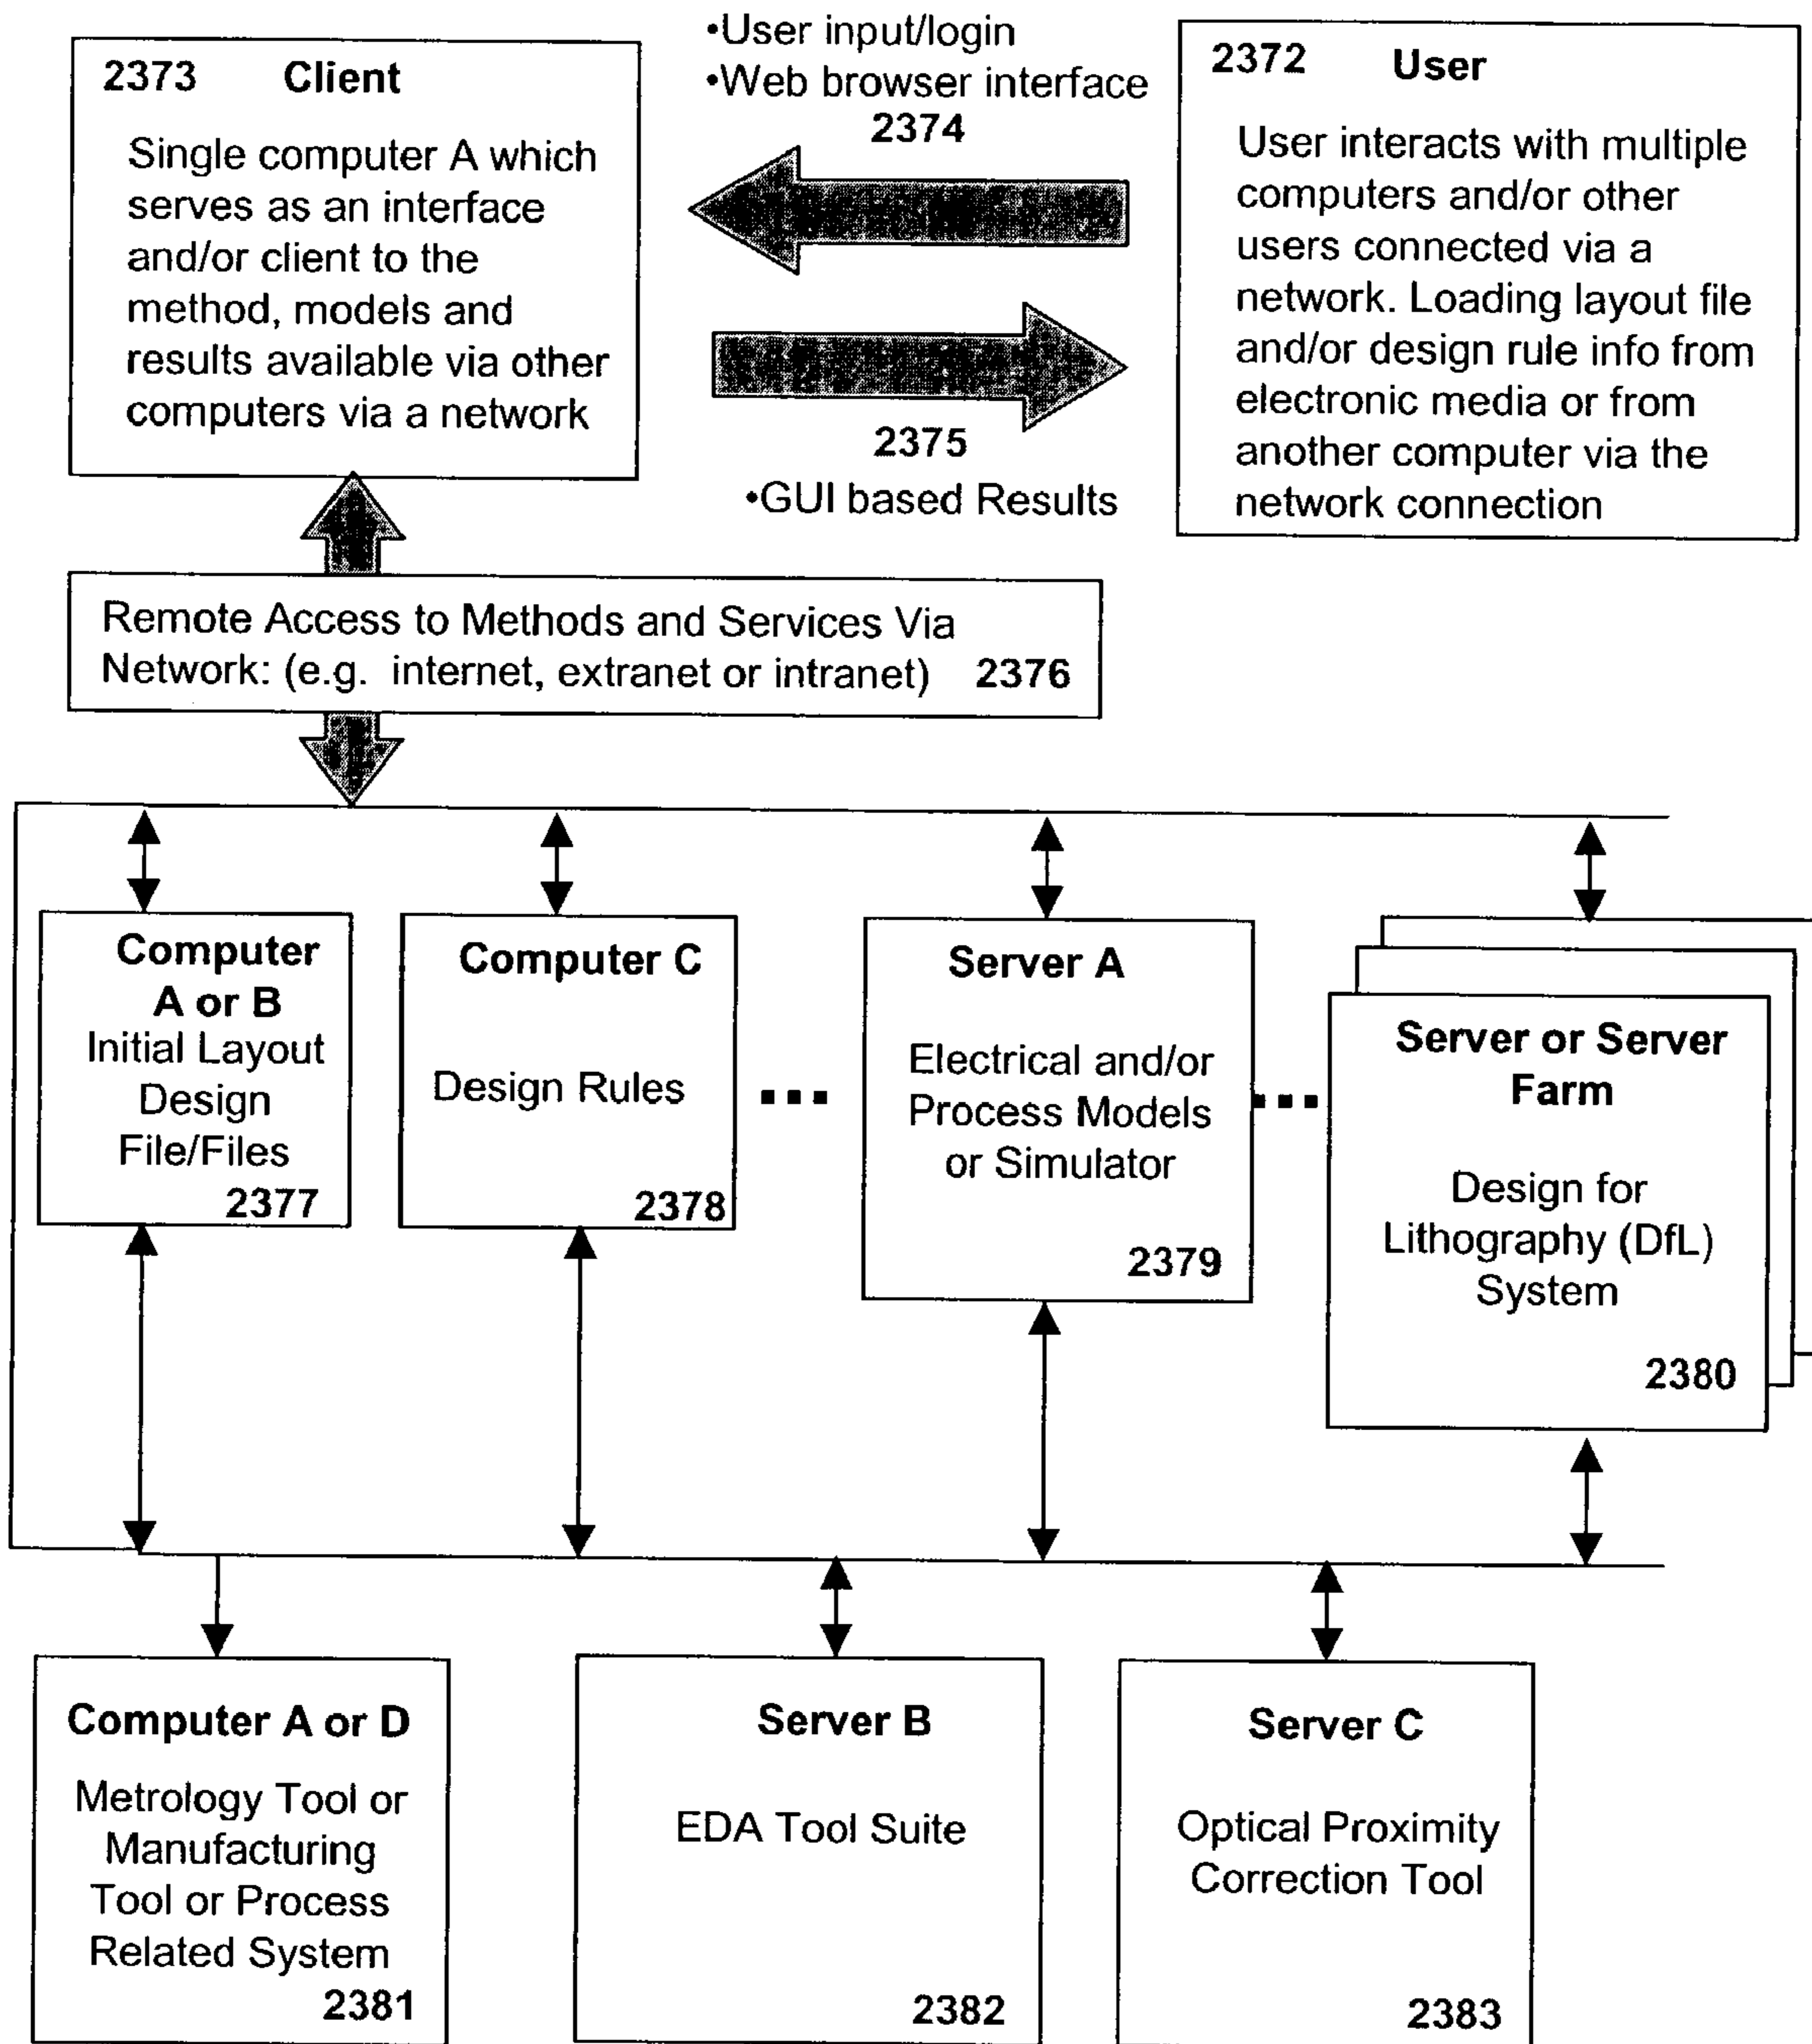 2373 Client
Single computer A which
serves as an interface
and/or client to the
method, models and
results available via other
computers via a network
•User input/login
•Web browser interface
2374
2375
•GUI based Results
2372 User
User interacts with multiple
computers and/or other
users connected via a
network. Loading layout file
and/or design rule info from
electronic media or from
another computer via the
network connection
Remote Access to Methods and Services Via
Network: (e.g. internet, extranet or intranet) 2376
Computer
A or B
Initial Layout
Design
File/Files
2377
Computer C
Design Rules
2378
Server A
Electrical and/or
Process Models
or Simulator
2379
Server or Server
Farm
Design for
Lithography (DfL)
System
2380
Computer A or D
Metrology Tool or
Manufacturing
Tool or Process
Related System
2381
Server B
EDA Tool Suite
2382
Server C
Optical Proximity
Correction Tool
2383